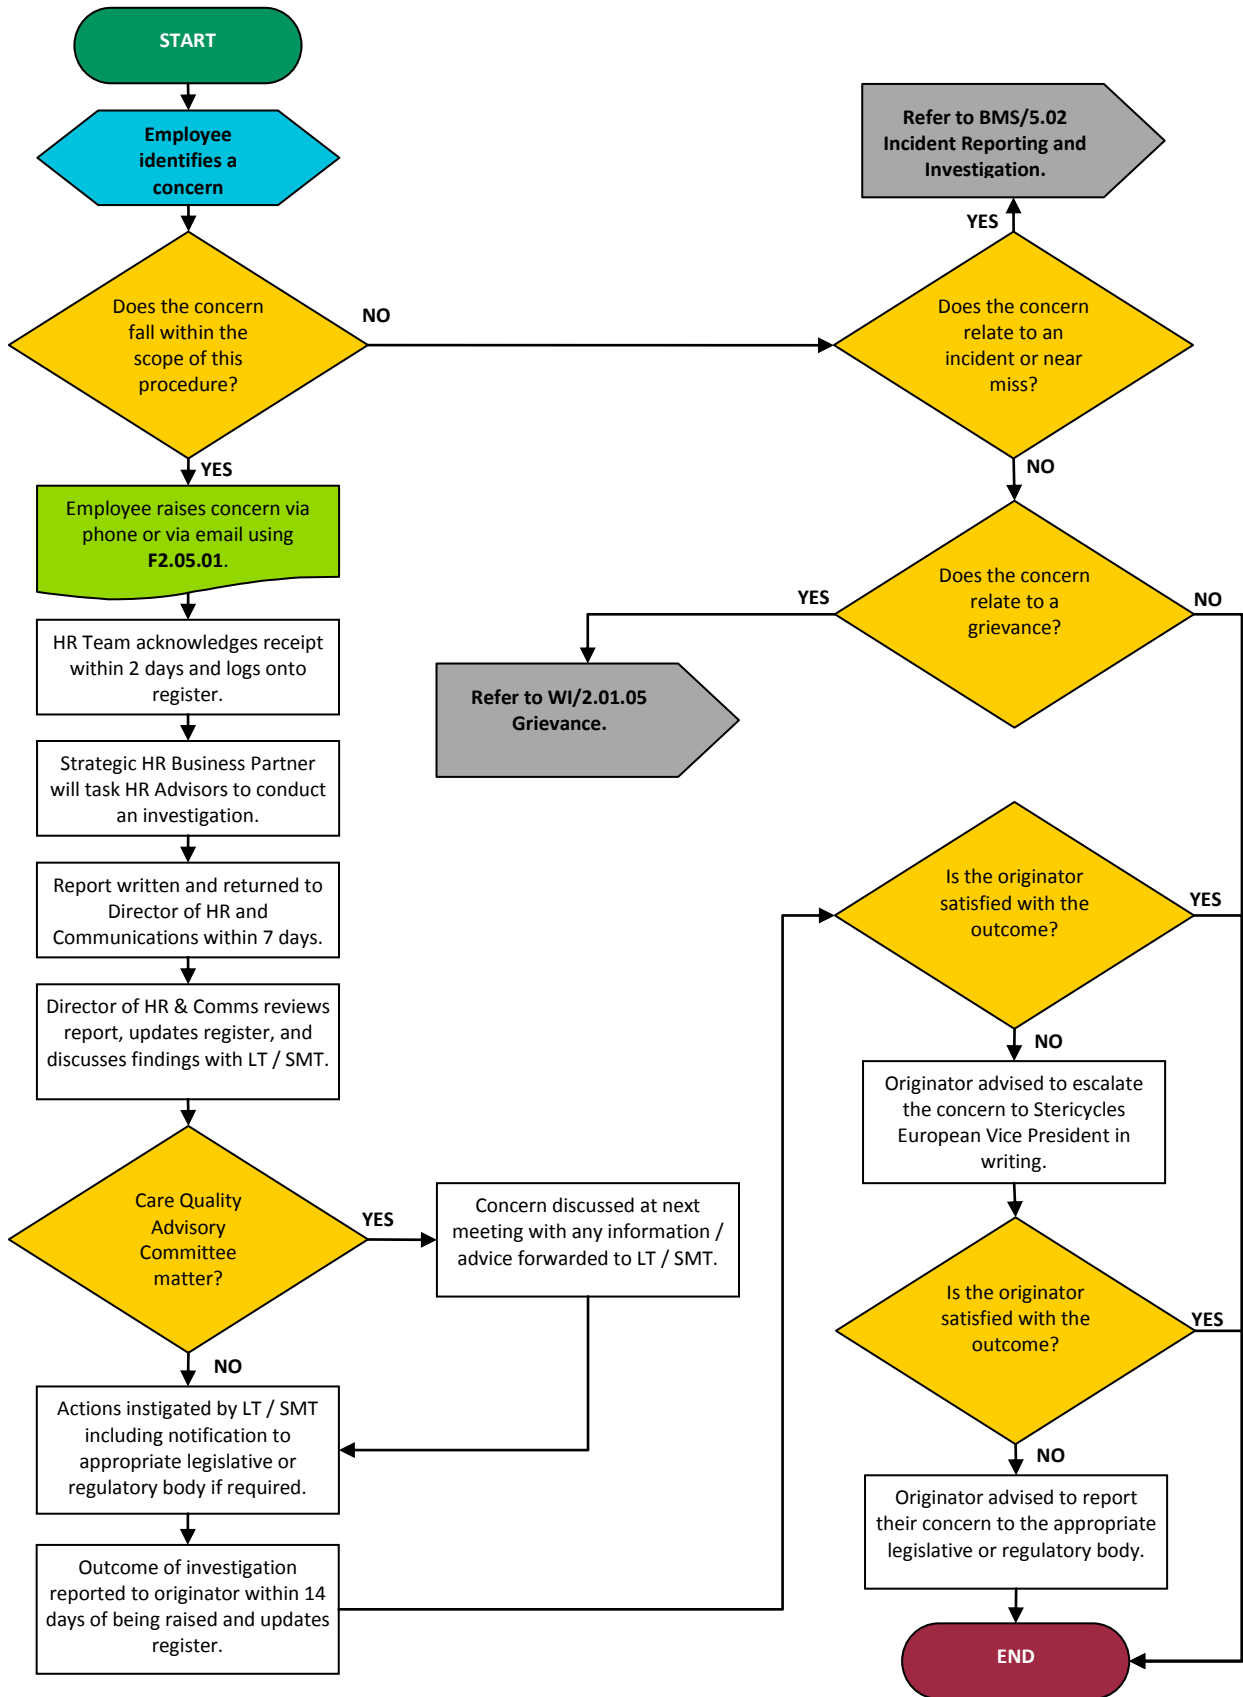 START
Employee
identifies a
concern
Does the concern
fall within the
scope of this
procedure?
NO
YES
Employee raises concern via
phone or via email using
F2.05.01.
HR Team acknowledges receipt
within 2 days and logs onto
register.
Strategic HR Business Partner
will task HR Advisors to conduct
an investigation.
Report written and returned to
Director of HR and
Communications within 7 days.
Director of HR & Comms reviews
report, updates register, and
discusses findings with LT / SMT.
Care Quality
Advisory
Committee
matter?
YES
Concern discussed at next
meeting with any information /
advice forwarded to LT / SMT.
NO
Actions instigated by LT / SMT
including notification to
appropriate legislative or
regulatory body if required.
Outcome of investigation
reported to originator within 14
days of being raised and updates
register.
Refer to BMS/5.02
Incident Reporting and
Investigation.
YES
Does the concern
relate to an
incident or near
miss?
NO
Does the concern
relate to a
grievance?
YES
NO
Refer to WI/2.01.05
Grievance.
Is the originator
satisfied with the
outcome?
YES
NO
Originator advised to escalate
the concern to Stericycles
European Vice President in
writing.
Is the originator
satisfied with the
outcome?
YES
NO
Originator advised to report
their concern to the appropriate
legislative or regulatory body.
END